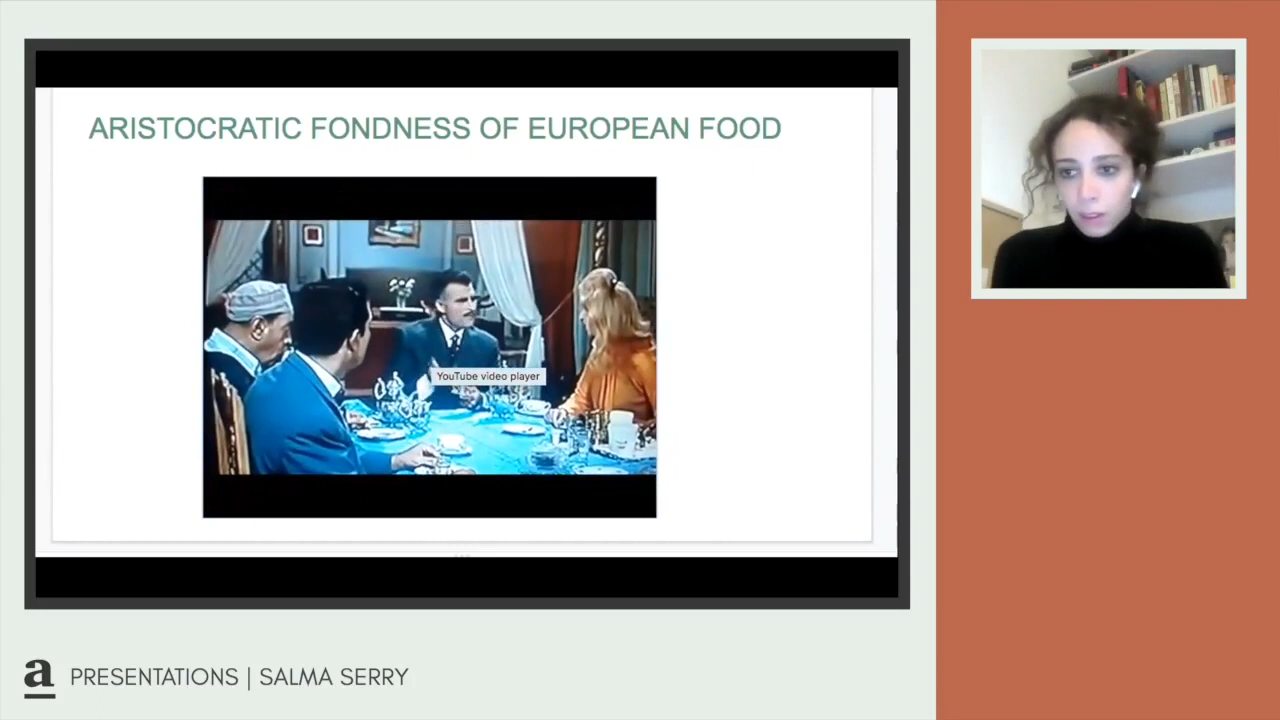 ARISTOCRATIC FONDNESS OF EUROPEAN FOOD
YouTube video player
a PRESENTATIONS | SALMA SERRY